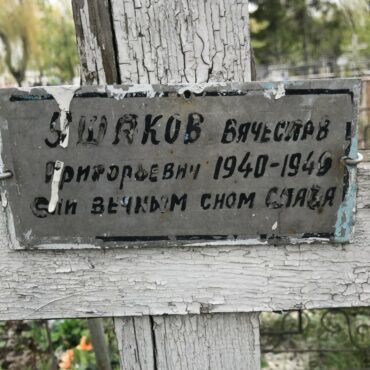 УШАКОВ ВЯЧЕСЛАВ
ГРИГОРЬЕВИЧ 1940-1949
СПИ ВЕЧНЫМ СНОМ СЛАВА